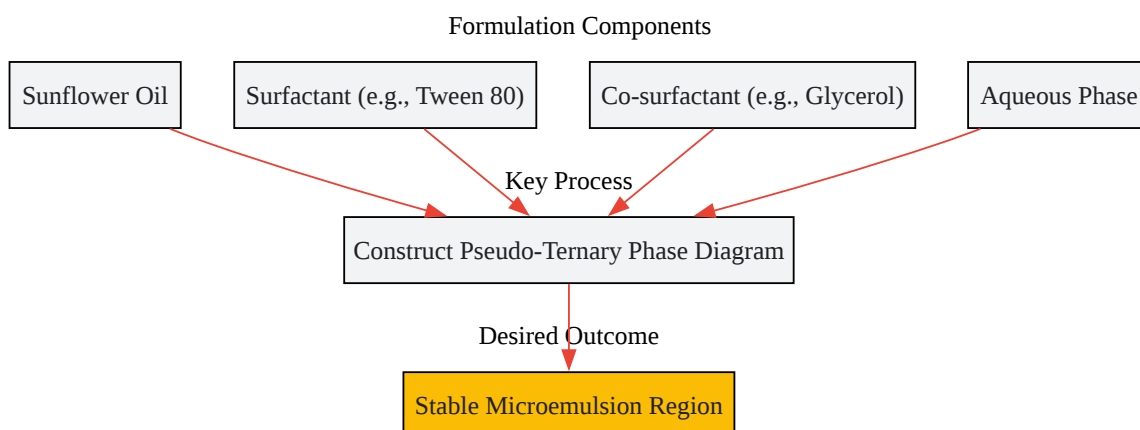 Formulation Components
Sunflower Oil
Surfactant (e.g., Tween 80)
Co-surfactant (e.g., Glycerol)
Aqueous Phase
Key Process
Construct Pseudo-Ternary Phase Diagram
Desired Outcome
Stable Microemulsion Region